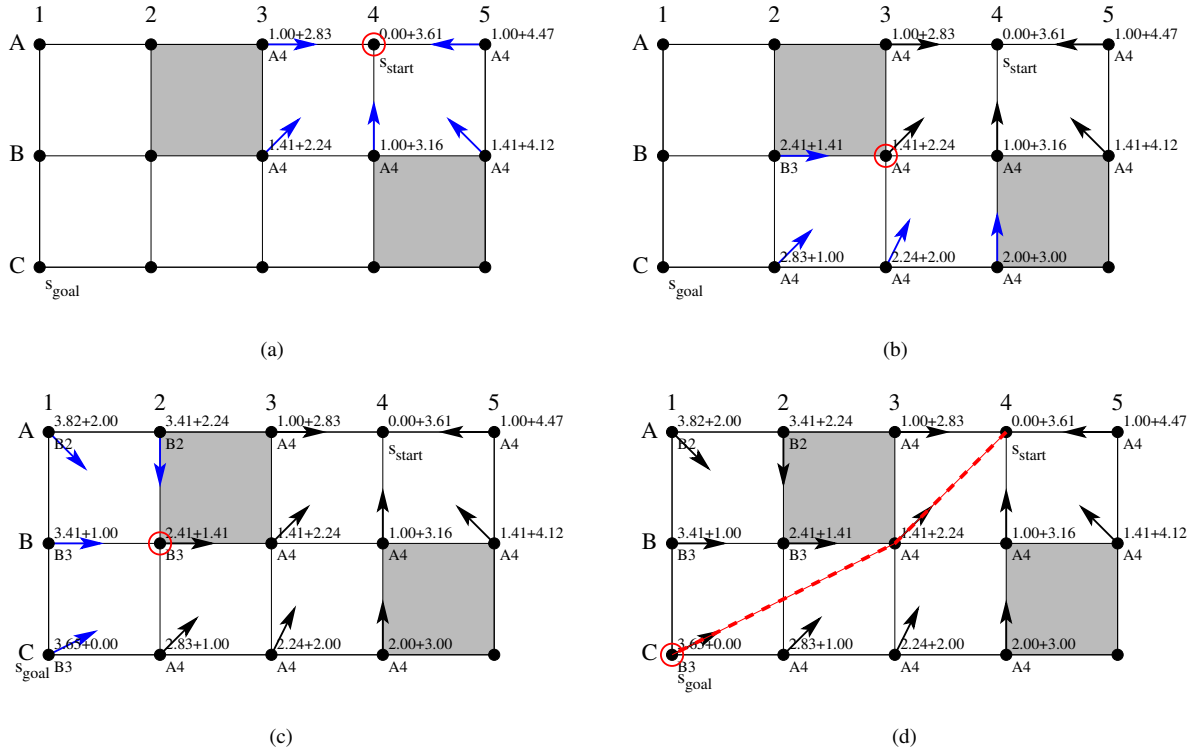 1 2 3 4 5
A 1.00+2.83 0.00+3.61 1.00+4.47
A4 s_start A4
B 1.41+2.24 1.00+3.16 1.41+4.12
A4 A4 A4
C
s_goal
(a)
1 2 3 4 5
A 1.00+2.83 0.00+3.61 1.00+4.47
A4 s_start A4
B 2.41+1.41 1.41+2.24 1.00+3.16 1.41+4.12
B3 A4 A4 A4
C 2.83+1.00 2.24+2.00 2.00+3.00
s_goal A4 A4 A4
(b)
1 2 3 4 5
A 3.82+2.00 3.41+2.24 1.00+2.83 0.00+3.61 1.00+4.47
B2 B2 A4 s_start A4
B 3.41+1.00 2.41+1.41 1.41+2.24 1.00+3.16 1.41+4.12
B3 B3 A4 A4 A4
C 3.65+0.00 2.83+1.00 2.24+2.00 2.00+3.00
s_goal B3 A4 A4 A4
(c)
1 2 3 4 5
A 3.82+2.00 3.41+2.24 1.00+2.83 0.00+3.61 1.00+4.47
B2 B2 A4 s_start A4
B 3.41+1.00 2.41+1.41 1.41+2.24 1.00+3.16 1.41+4.12
B3 B3 A4 A4 A4
C 3.65+0.00 2.83+1.00 2.24+2.00 2.00+3.00
B3 A4 A4 A4
s_goal
(d)